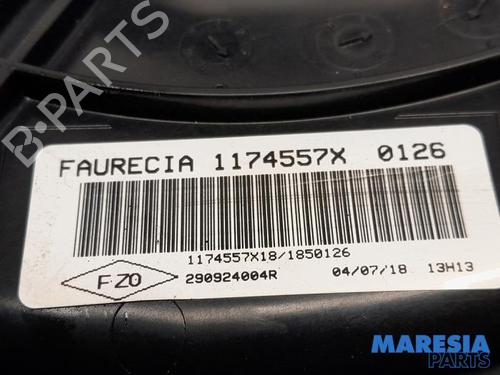 B-PARTS
FAURECIA 1174557X 0126
1174557X18/1850126
FZO
290924004R
04/07/18 13H13
MARESIA
PARTS